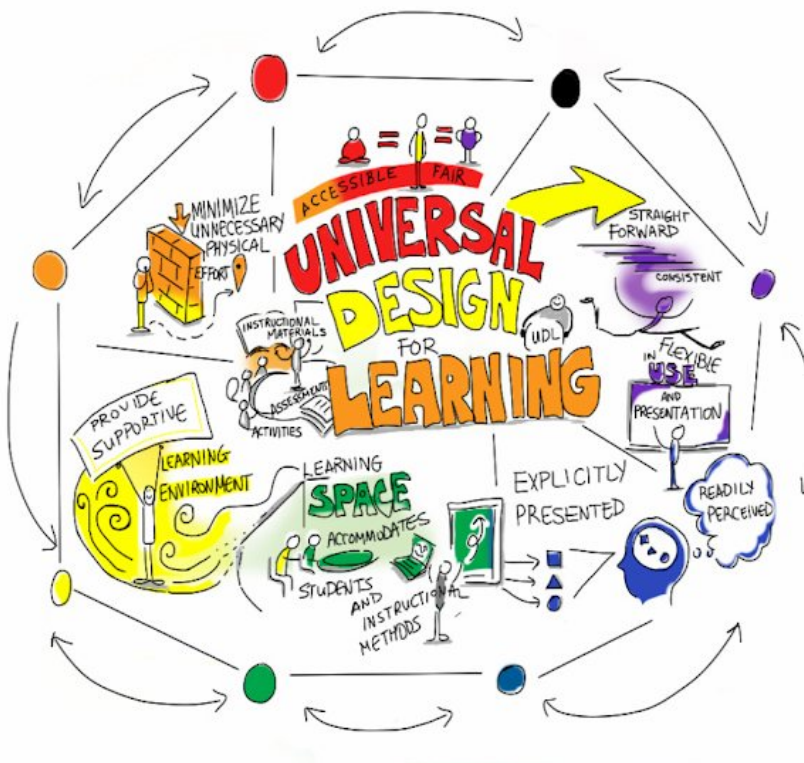 ACCESSIBLE FAIR
UNIVERSAL
DESIGN
FOR
LEARNING
UDL
STRAIGHT
FORWARD
CONSISTENT
IN FLEXIBLE
USE
AND
PRESENTATION
READILY
PERCEIVED
EXPLICITLY
PRESENTED
LEARNING
SPACE
ACCOMMODATES
STUDENTS
AND
INSTRUCTIONAL
METHODS
PROVIDE
SUPPORTIVE
LEARNING
ENVIRONMENT
MINIMIZE
UNNECESSARY
PHYSICAL
EFFORT
INSTRUCTIONAL
MATERIALS
ASSESSMENTS
ACTIVITIES